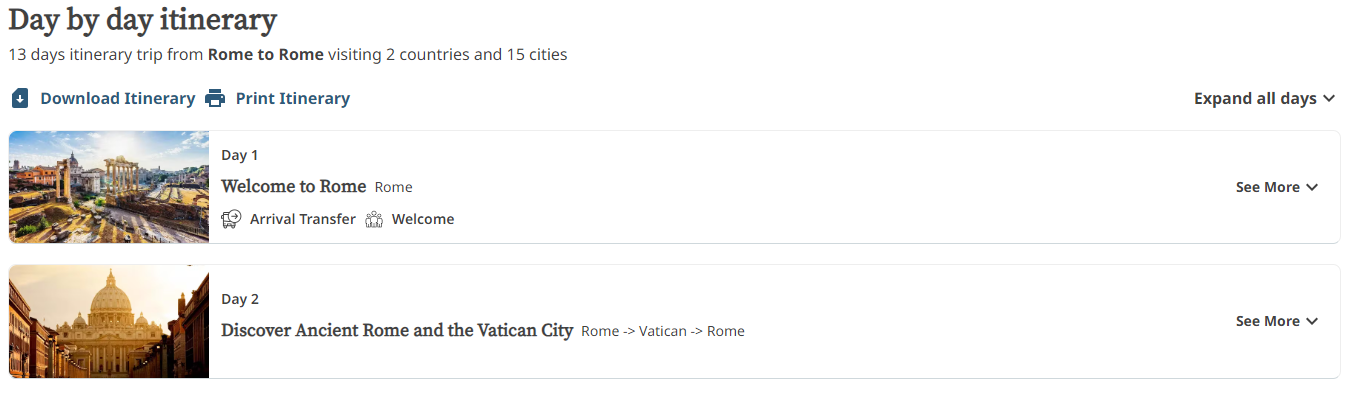 Day by day itinerary
13 days itinerary trip from Rome to Rome visiting 2 countries and 15 cities
Download Itinerary Print Itinerary Expand all days
Day 1
Welcome to Rome Rome
See More
Arrival Transfer Welcome
Day 2
Discover Ancient Rome and the Vatican City Rome -> Vatican -> Rome
See More